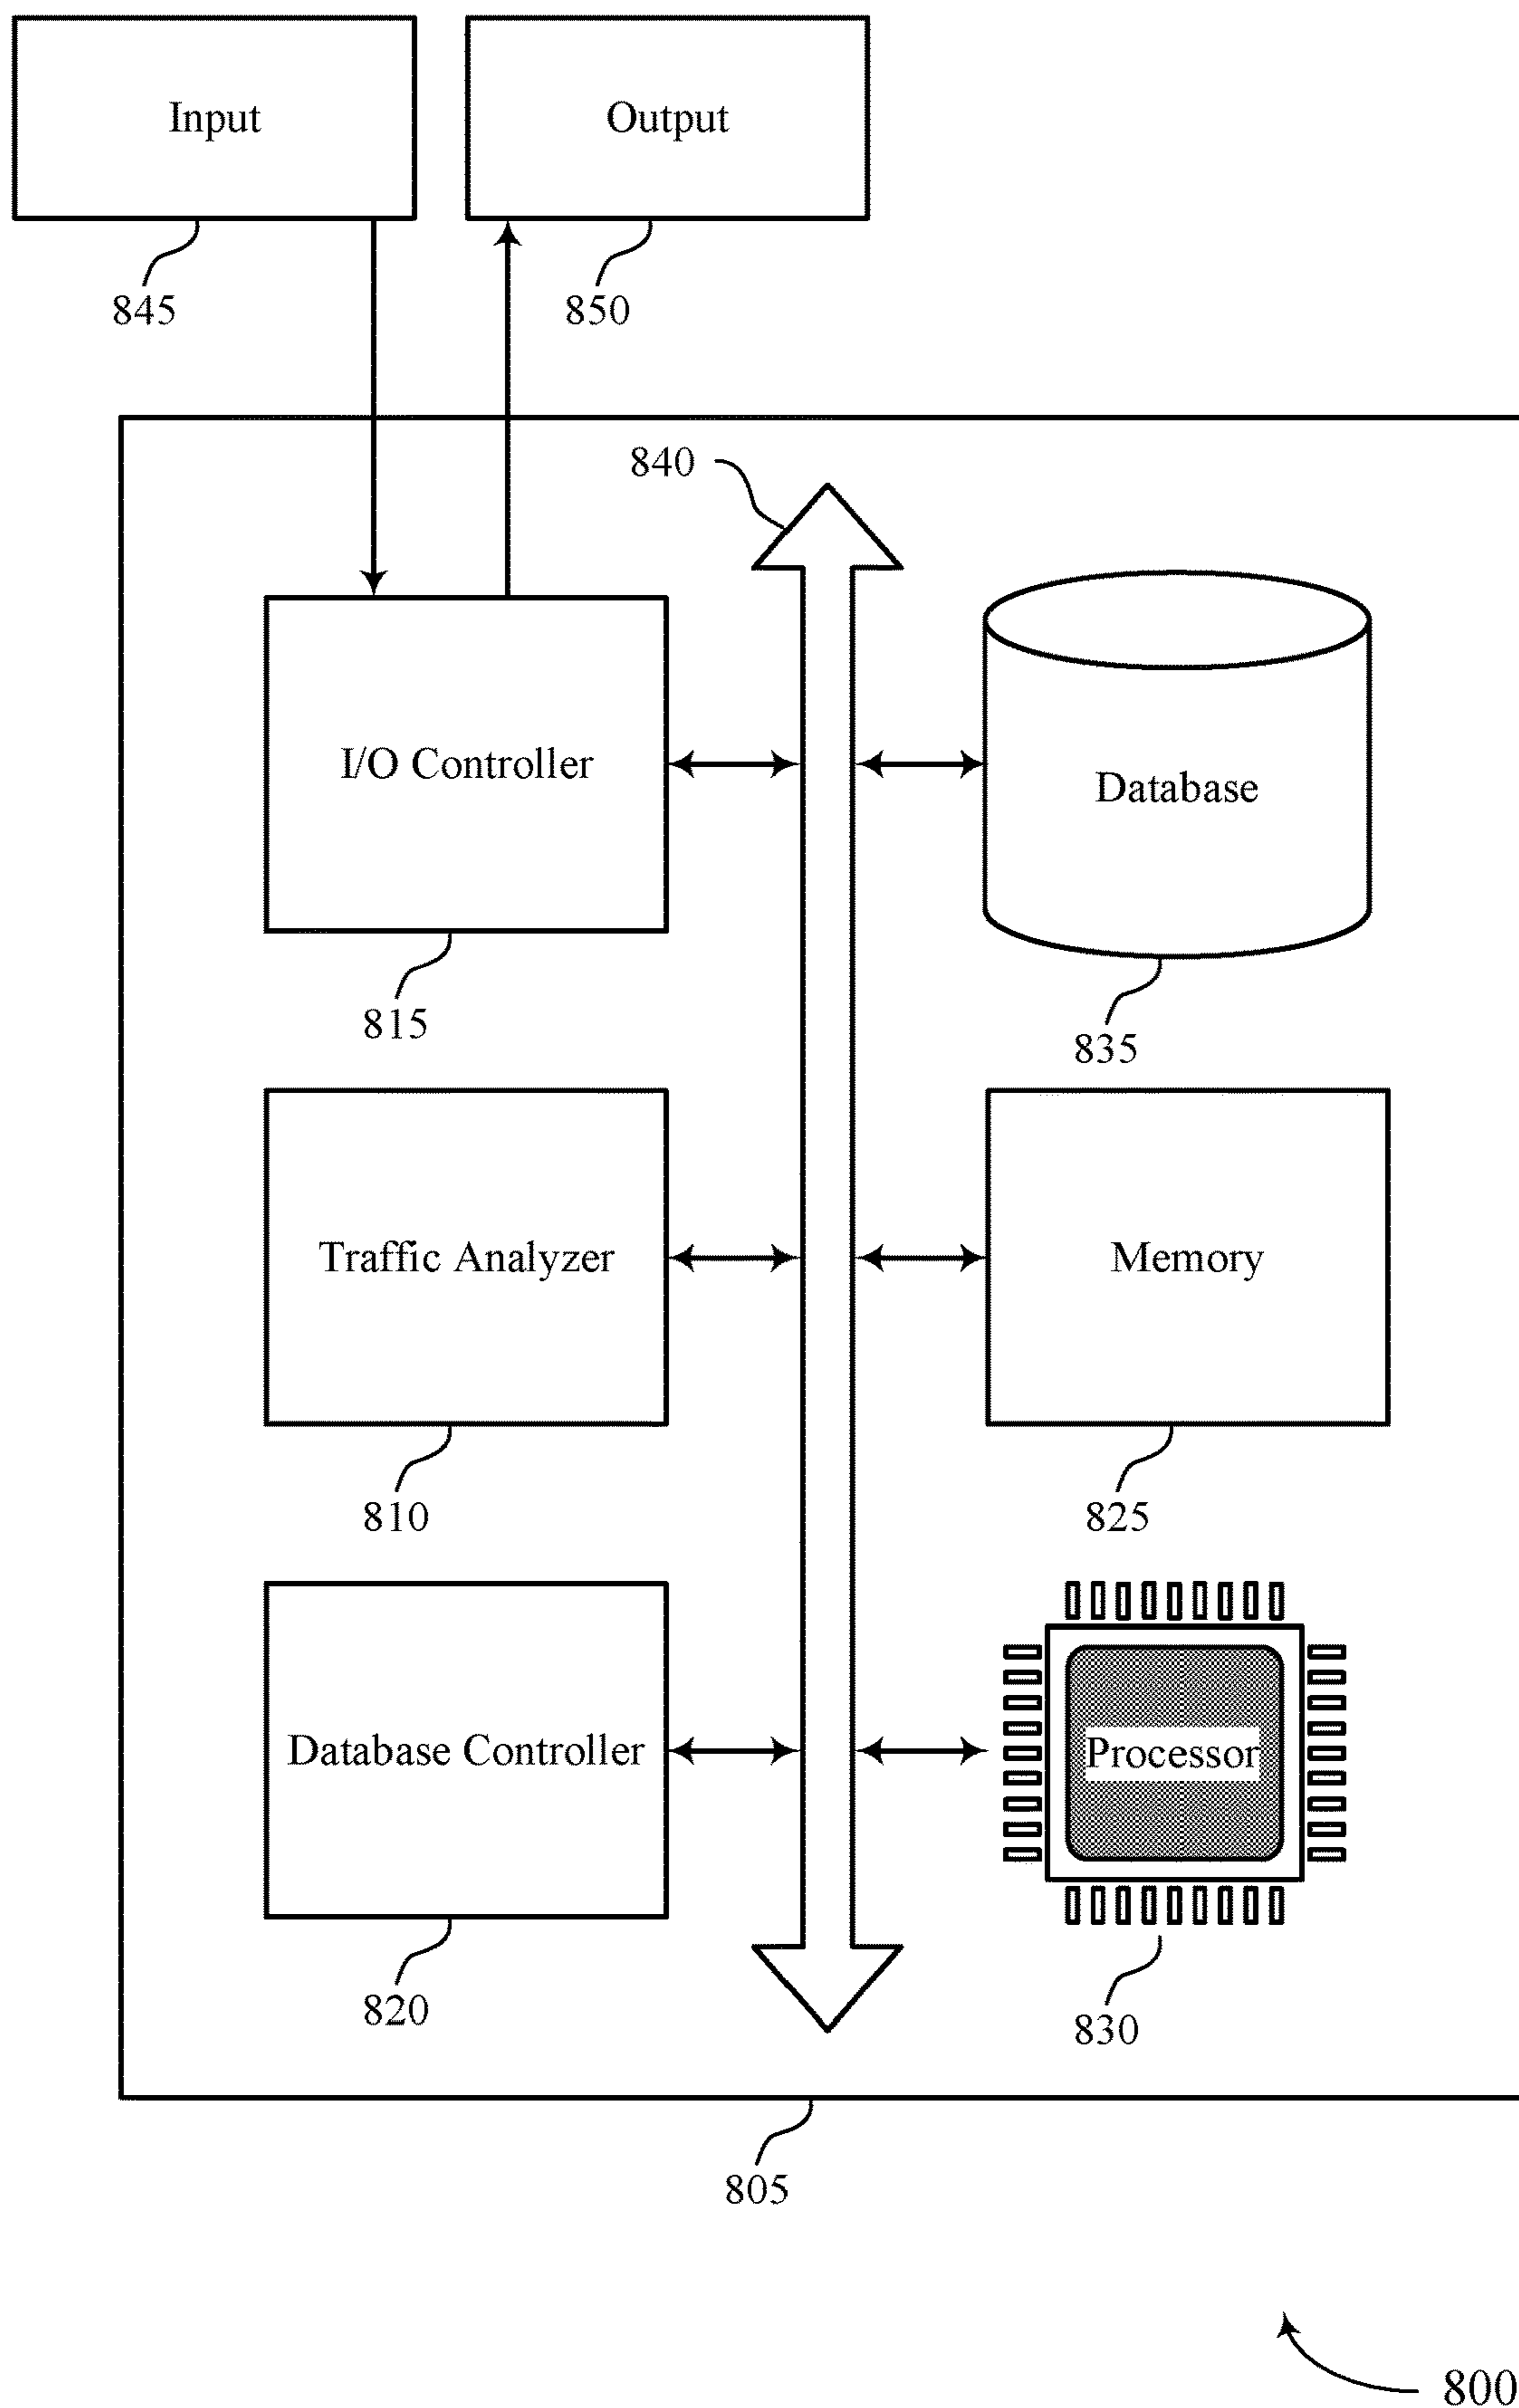 Input
Output
845
850
840
I/O Controller
Database
815
835
Traffic Analyzer
Memory
810
825
Database Controller
Processor
820
830
805
800